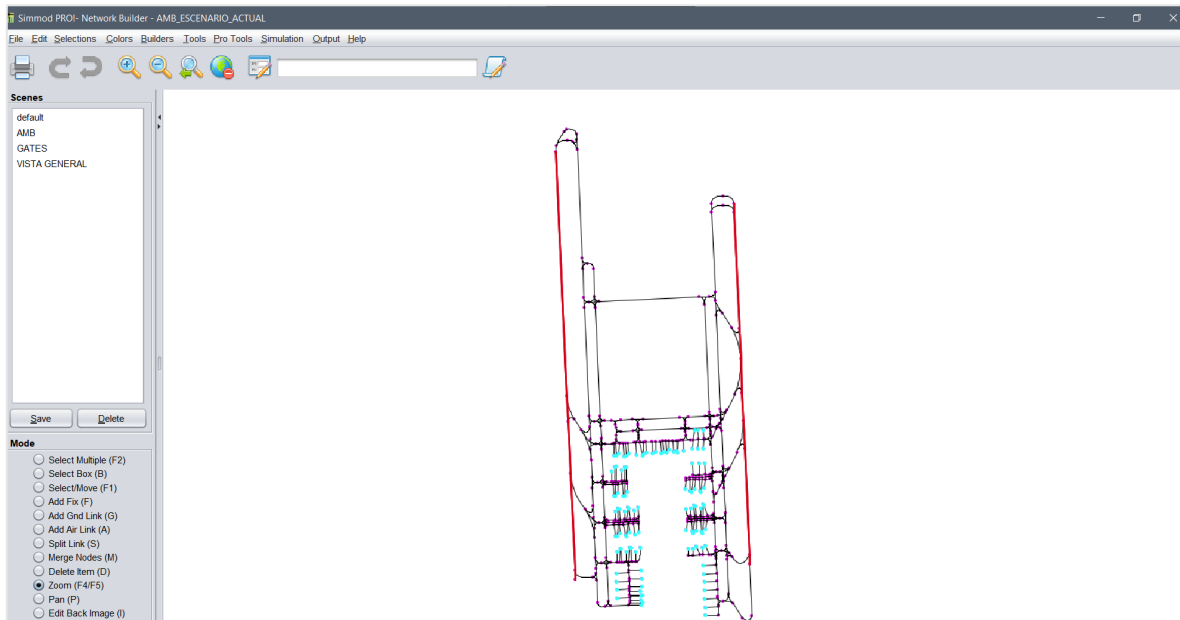 Simmod PRO!- Network Builder - AMB_ESCENARIO_ACTUAL
File Edit Selections Colors Builders Tools Pro Tools Simulation Output Help
Scenes
default
AMB
GATES
VISTA GENERAL
Save Delete
Mode
Select Multiple (F2)
Select Box (B)
Select/Move (F1)
Add Fix (F)
Add Gnd Link (G)
Add Air Link (A)
Split Link (S)
Merge Nodes (M)
Delete Item (D)
Zoom (F4/F5)
Pan (P)
Edit Back Image (I)